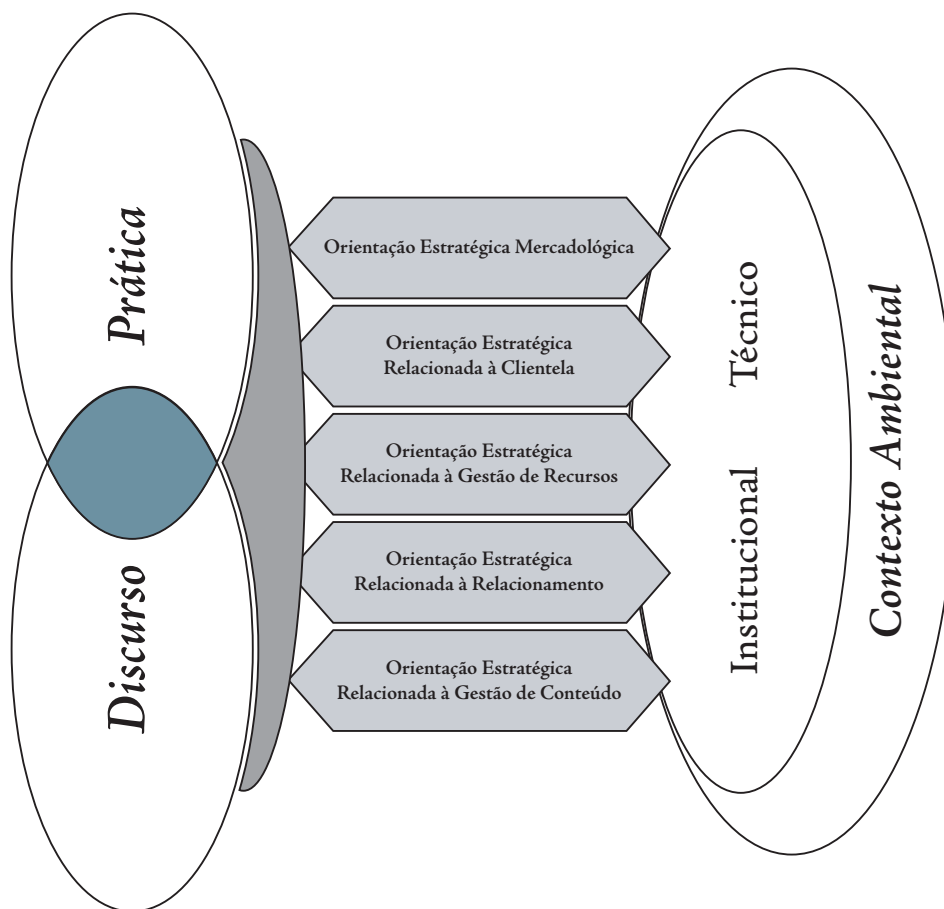 Prática
Discurso
Orientação Estratégica Mercadológica
Orientação Estratégica
Relacionada à Clientela
Orientação Estratégica
Relacionada à Gestão de Recursos
Orientação Estratégica
Relacionada à Relacionamento
Orientação Estratégica
Relacionada à Gestão de Conteúdo
Técnico
Institucional
Contexto Ambiental